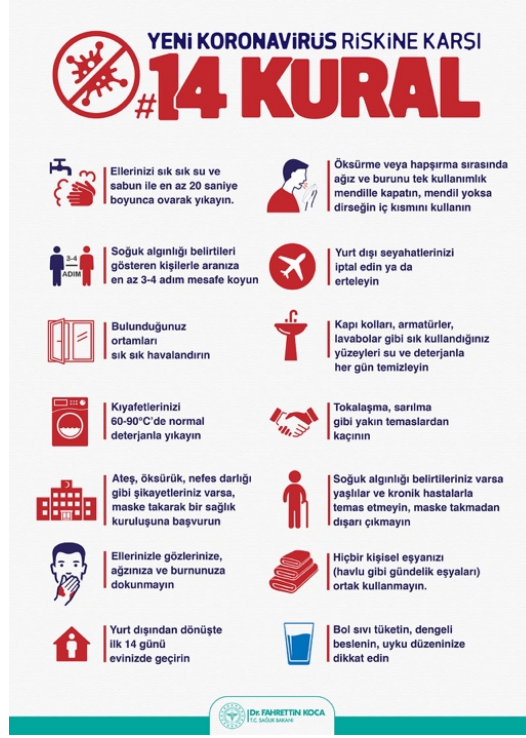 YENİ KORONAVİRÜS RİSKİNE KARŞI
#14 KURAL
Ellerinizi sık sık su ve
sabun ile en az 20 saniye
boyunca ovarak yıkayın.
Öksürme veya hapşırma sırasında
ağız ve burunu tek kullanımlık
mendille kapatın, mendil yoksa
dirseğin iç kısmını kullanın
3-4
ADIM
Soğuk algınlığı belirtileri
gösteren kişilerle aranıza
en az 3-4 adım mesafe koyun
Yurt dışı seyahatlerinizi
iptal edin ya da
erteleyin
Bulunduğunuz
ortamları
sık sık havalandırın
Kapı kolları, armatürler,
lavabolar gibi sık kullandığınız
yüzeyleri su ve deterjanla
her gün temizleyin
Kıyafetlerinizi
60-90°C'de normal
deterjanla yıkayın
Tokalaşma, sarılma
gibi yakın temaslardan
kaçının
Ateş, öksürük, nefes darlığı
gibi şikayetleriniz varsa,
maske takarak bir sağlık
kuruluşuna başvurun
Soğuk algınlığı belirtileriniz varsa
yaşlılar ve kronik hastalarla
temas etmeyin, maske takmadan
dışarı çıkmayın
Ellerinizle gözlerinize,
ağzınıza ve burnunuza
dokunmayın
Hiçbir kişisel eşyanızı
(havlu gibi gündelik eşyaları)
ortak kullanmayın.
Yurt dışından dönüşte
ilk 14 günü
evinizde geçirin
Bol sıvı tüketin, dengeli
beslenin, uyku düzeninize
dikkat edin
Dr. FAHRETTİN KOCA
T.C. SAĞLIK BAKANI